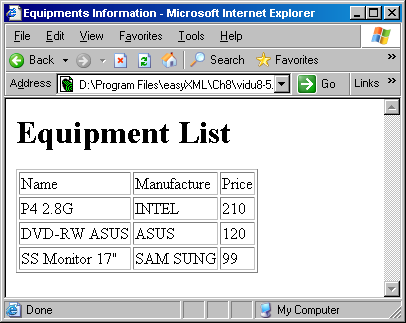 Equipments Information - Microsoft Internet Explorer
File Edit View Favorites Tools Help
Back Search Favorites
Address D:\Program Files\easyXML\Ch8\vidu8-5. Go Links »
Equipment List
Name Manufacture Price
P4 2.8G INTEL 210
DVD-RW ASUS ASUS 120
SS Monitor 17" SAM SUNG 99
Done My Computer